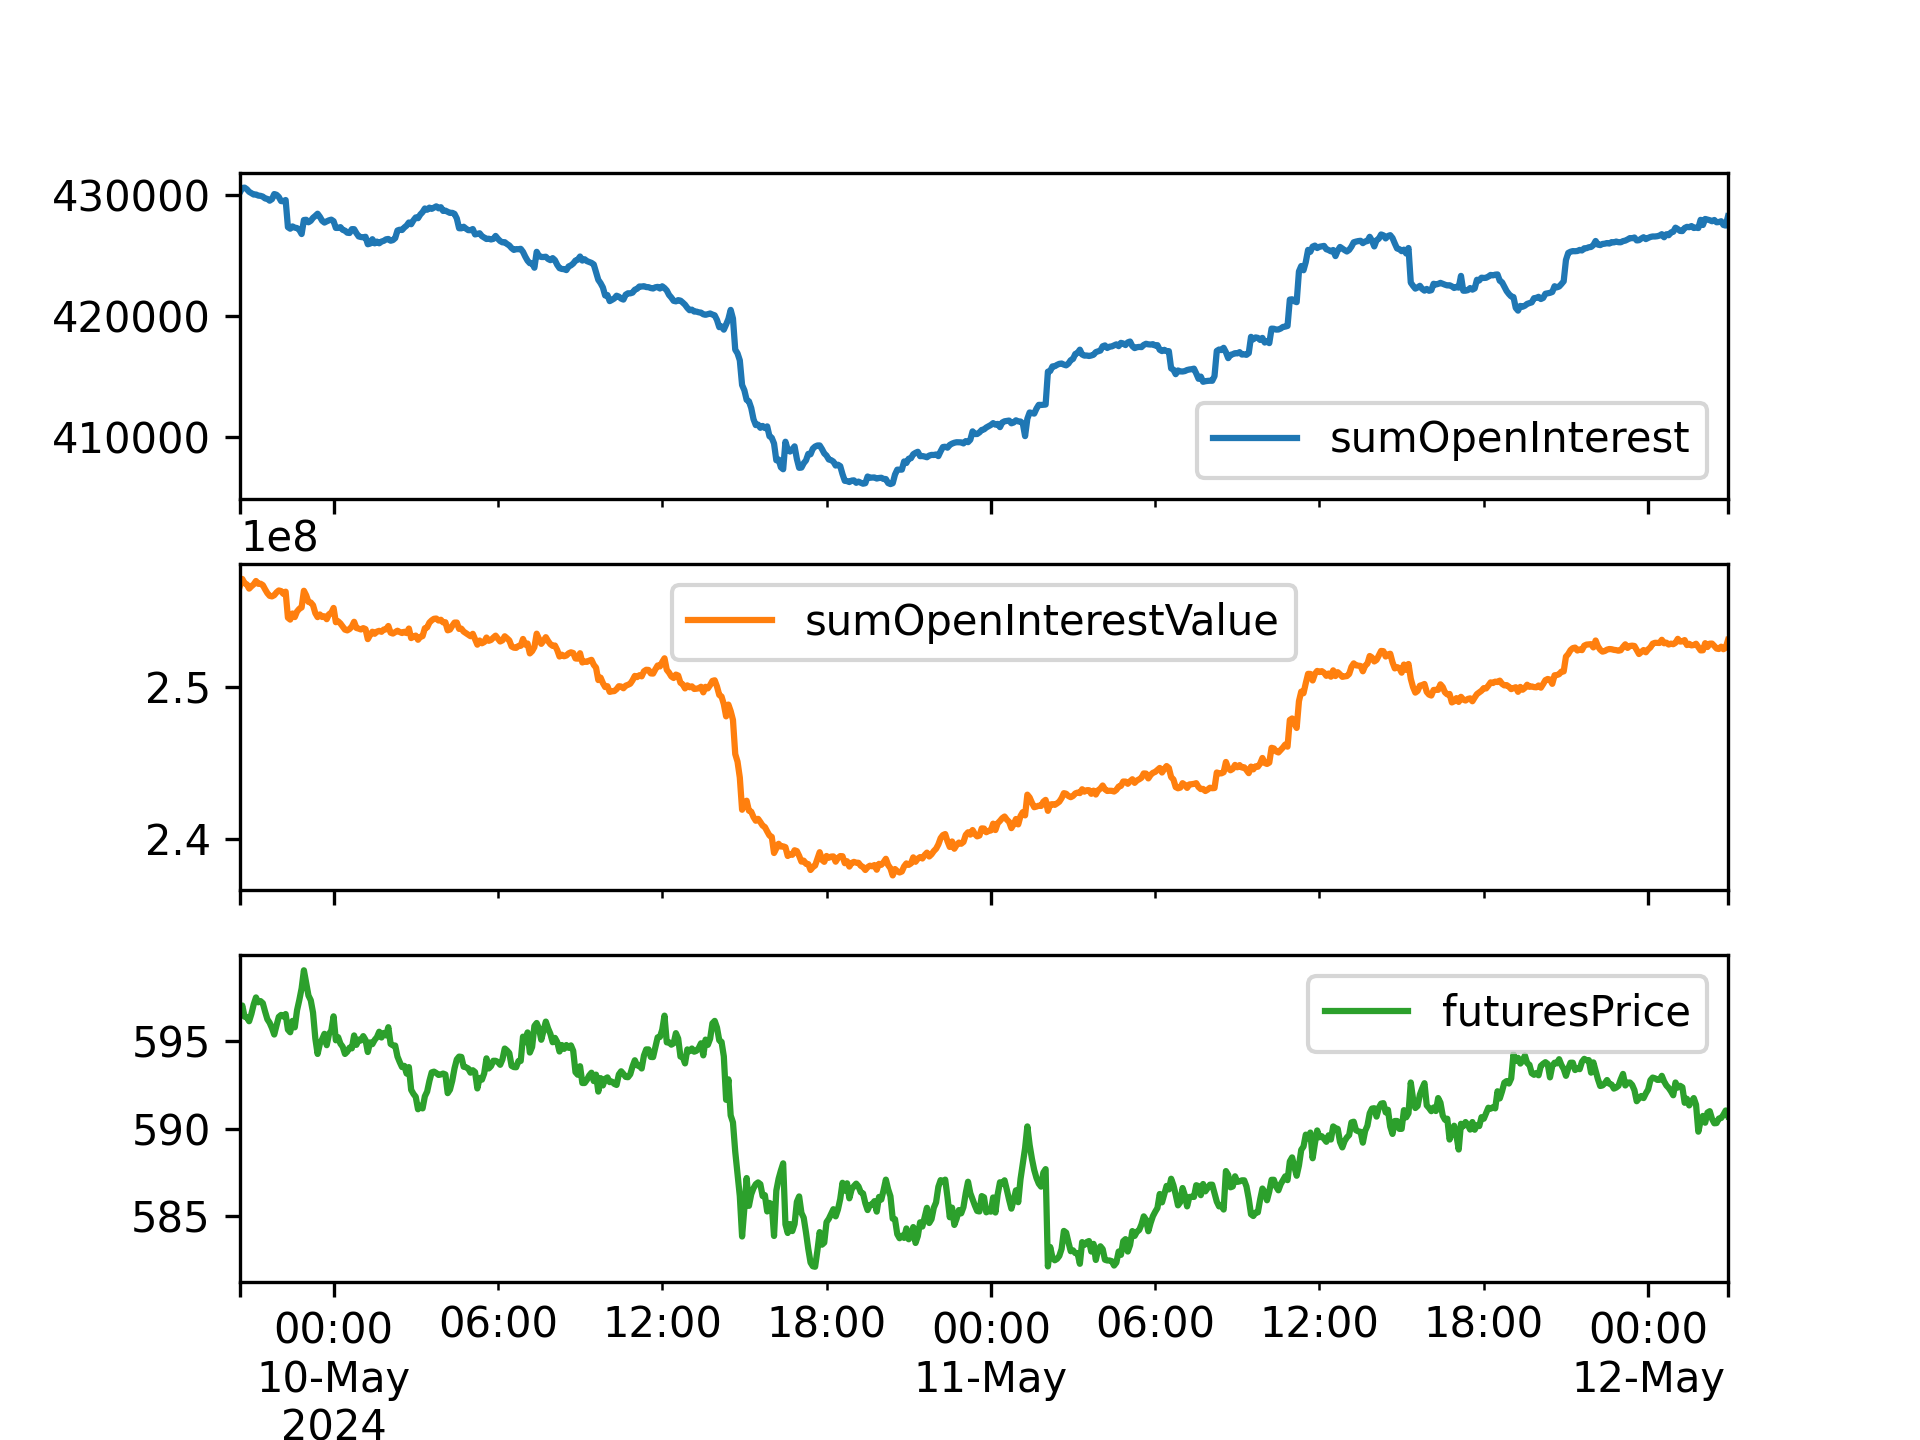 430000
420000
410000
sumOpenInterest
1e8
2.5
2.4
sumOpenInterestValue
595
590
585
futuresPrice
00:00 06:00 12:00 18:00 00:00 06:00 12:00 18:00 00:00
10-May 11-May 12-May
2024